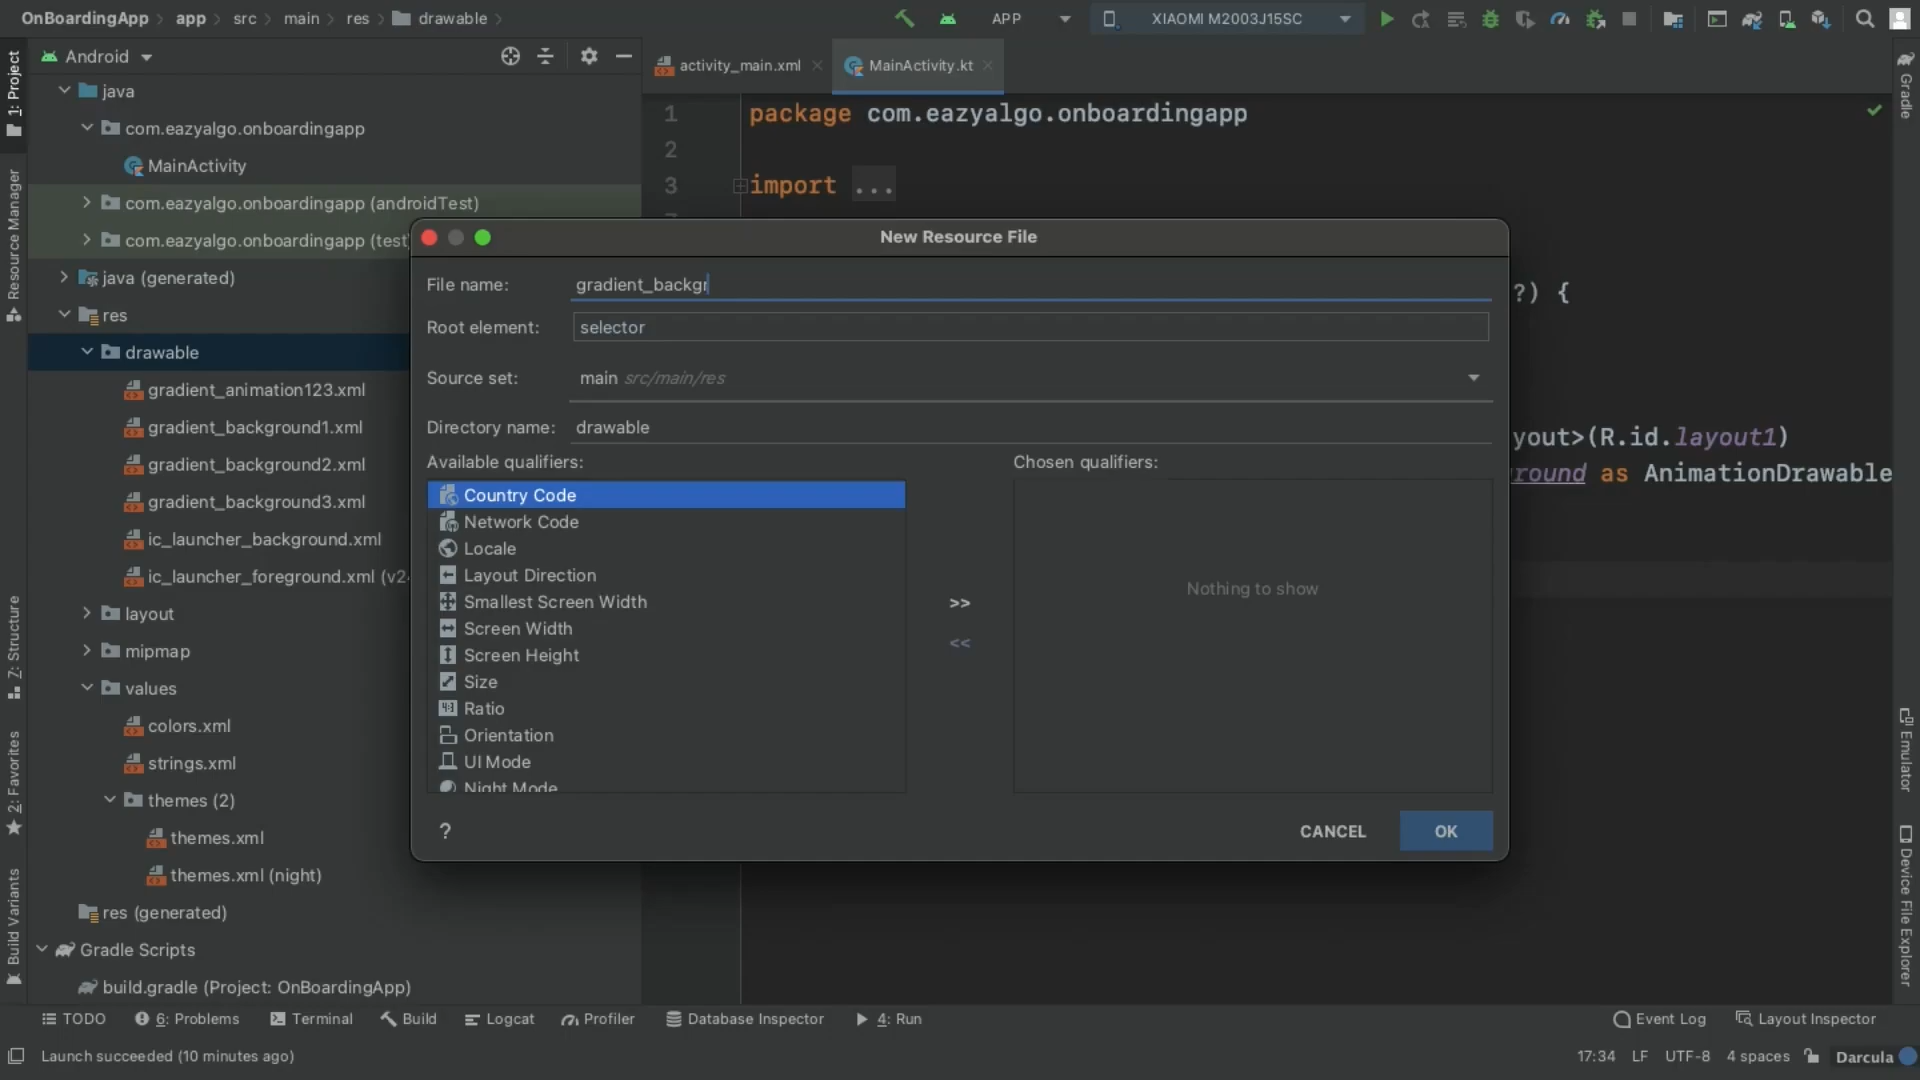 OnBoardingApp app src main res drawable
APP XIAOMI M2003J15SC
Android
activity_main.xml MainActivity.kt
1: Project
Resource Manager
Z: Structure
2: Favorites
Build Variants
java
com.eazyalgo.onboardingapp
MainActivity
com.eazyalgo.onboardingapp (androidTest)
com.eazyalgo.onboardingapp (test
java (generated)
res
drawable
gradient_animation123.xml
gradient_background1.xml
gradient_background2.xml
gradient_background3.xml
ic_launcher_background.xml
ic_launcher_foreground.xml (v2
layout
mipmap
values
colors.xml
strings.xml
themes (2)
themes.xml
themes.xml (night)
res (generated)
Gradle Scripts
build.gradle (Project: OnBoardingApp)
1 package com.eazyalgo.onboardingapp
2
3 import ...
?) {
yout>(R.id.layout1)
round as AnimationDrawable
New Resource File
File name: gradient_backgr
Root element: selector
Source set: main src/main/res
Directory name: drawable
Available qualifiers: Chosen qualifiers:
Country Code
Network Code
Locale
Layout Direction
Smallest Screen Width
Screen Width
Screen Height
Size
Ratio
Orientation
UI Mode
Night Mode
>>
<<
Nothing to show
? CANCEL OK
Gradle
Emulator
Device File Explorer
TODO 6: Problems Terminal Build Logcat Profiler Database Inspector 4: Run Event Log Layout Inspector
Launch succeeded (10 minutes ago) 17:34 LF UTF-8 4 spaces Darcula